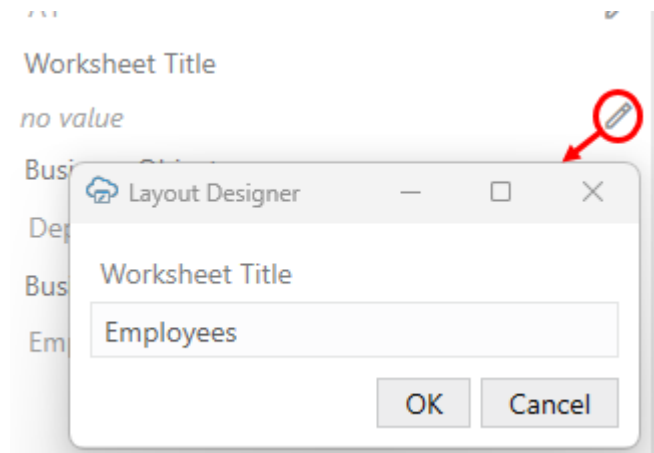 Worksheet Title
no value
Layout Designer
Worksheet Title
Employees
OK Cancel